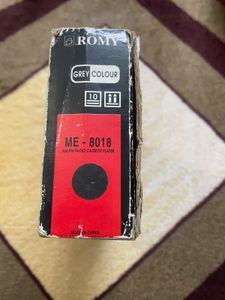 ROMY
GREY COLOUR
10
ME - 8018
AM/FM RADIO CASSETTE PLAYER
MADE IN CHINA